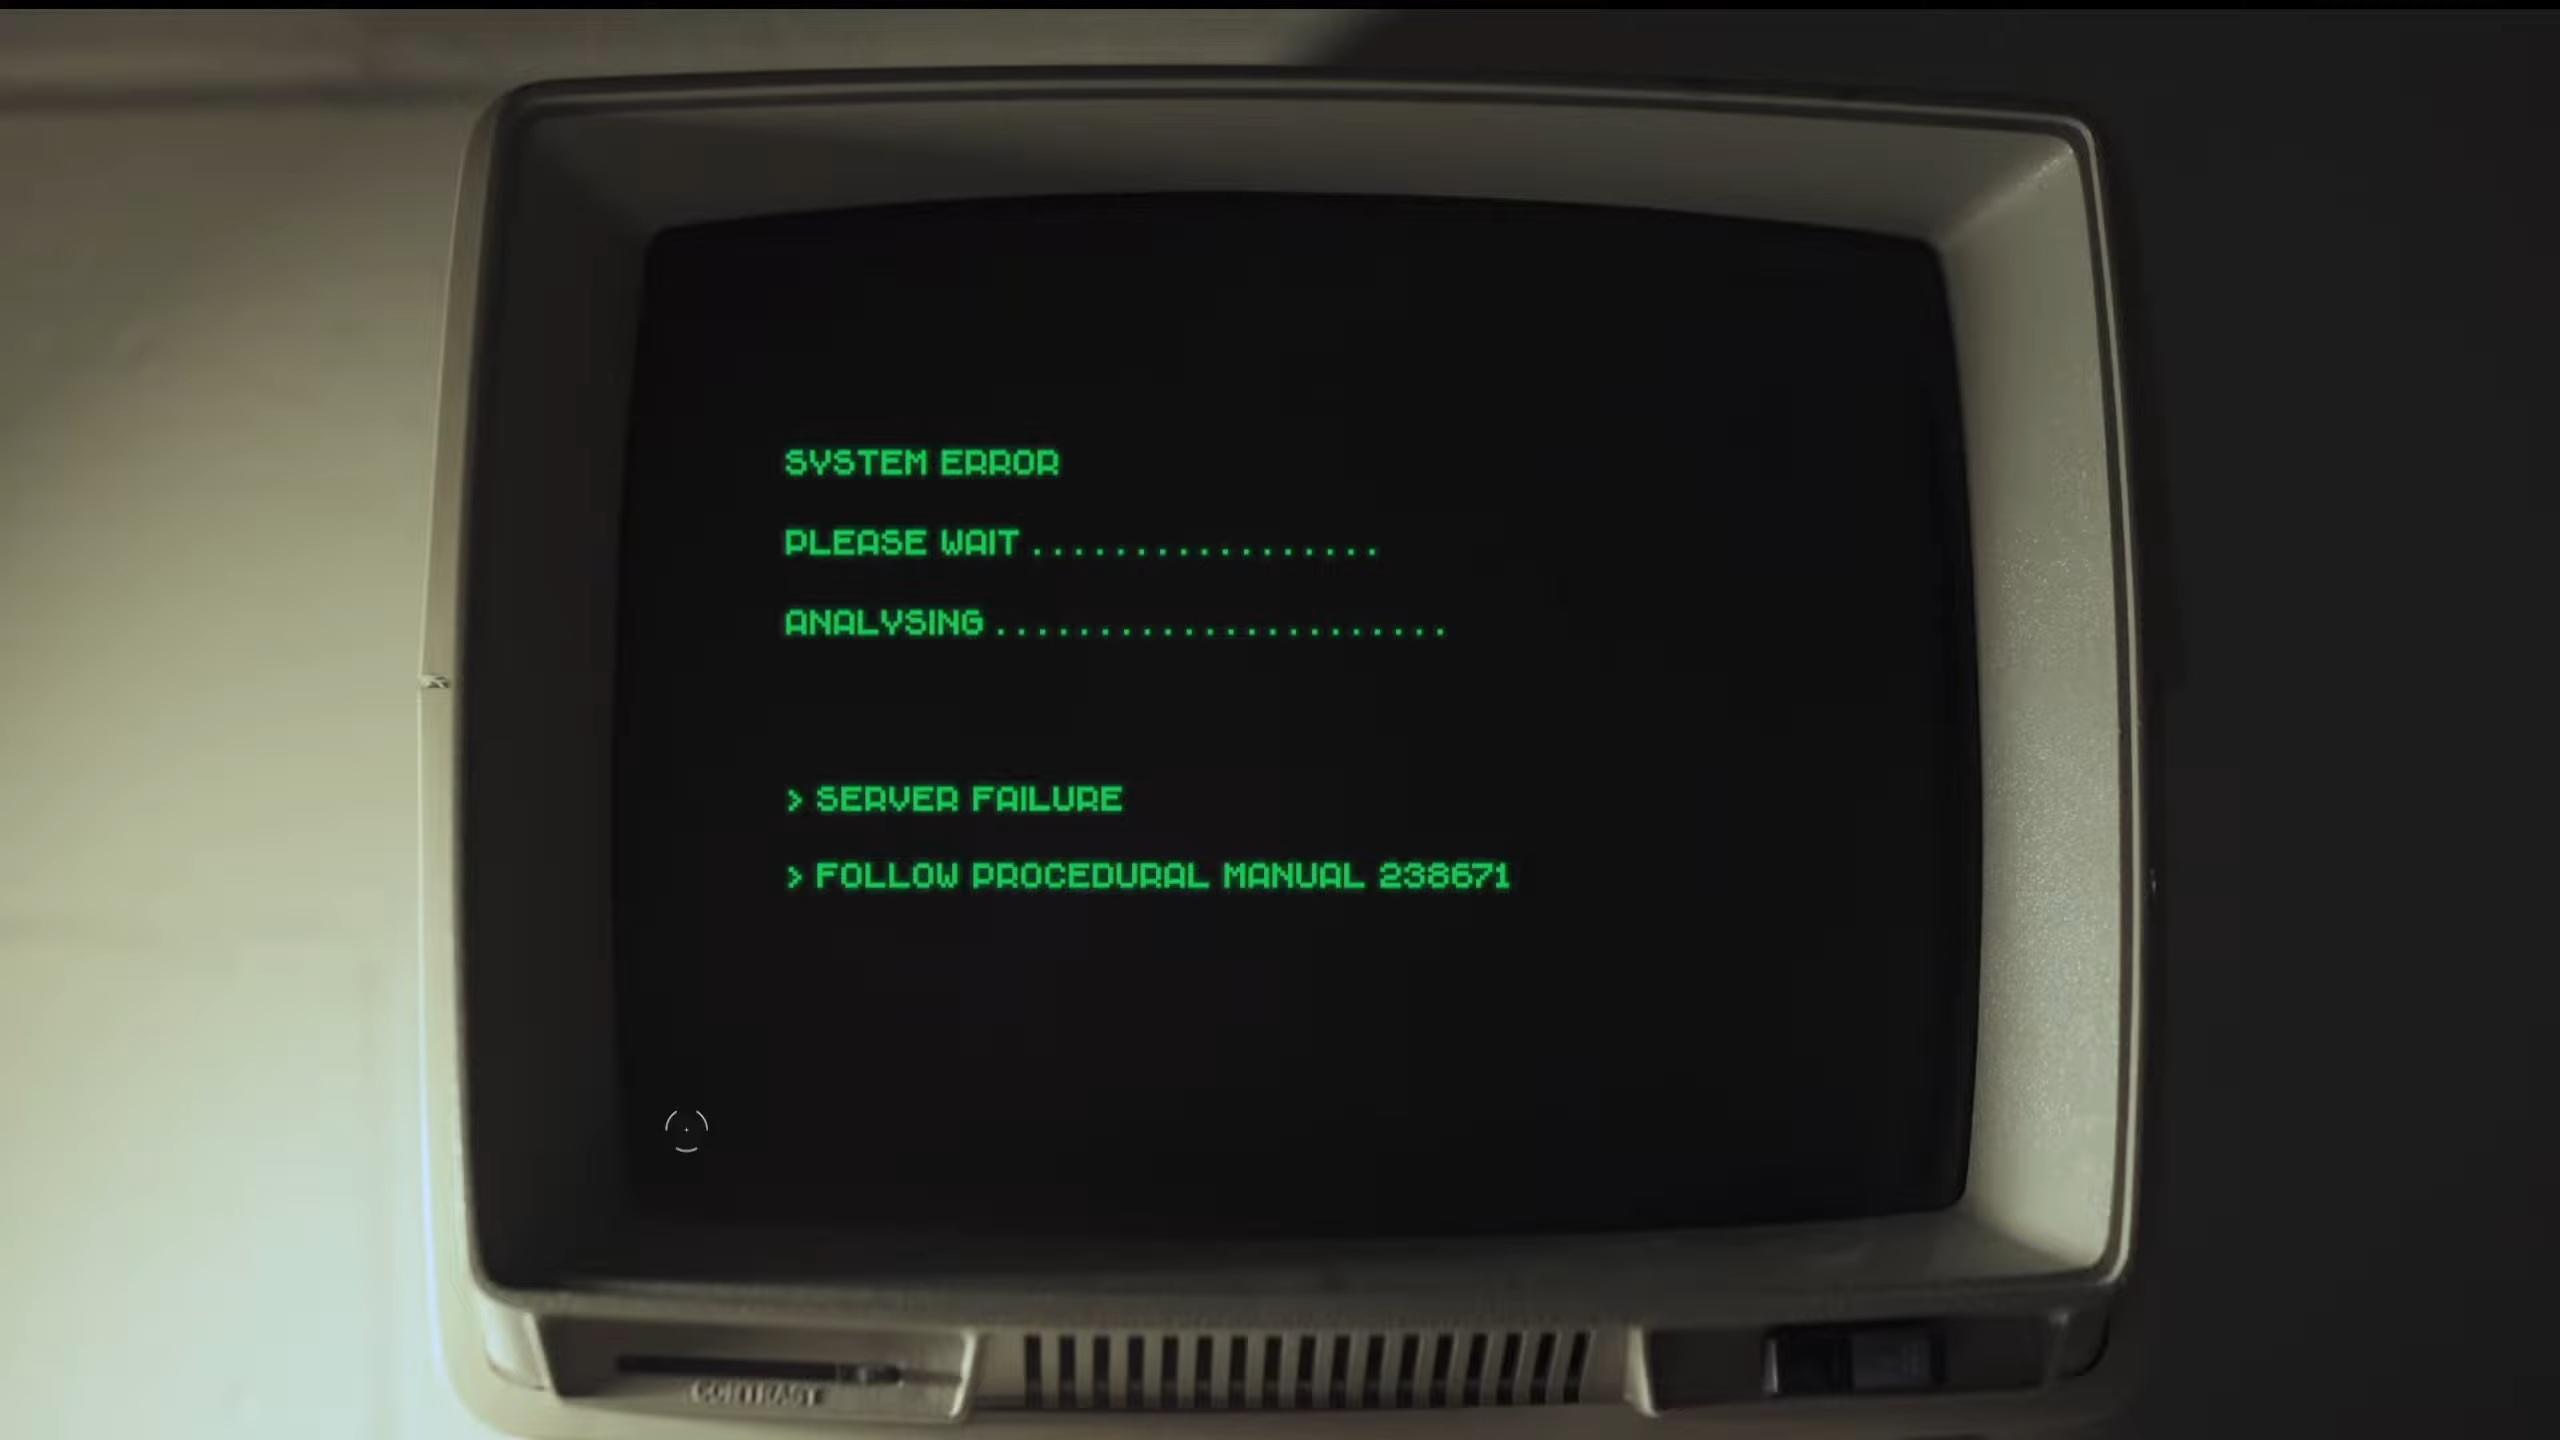 SYSTEM ERROR
PLEASE WAIT .................
ANALYSING ......................
> SERVER FAILURE
> FOLLOW PROCEDURAL MANUAL 238671
CONTRAST